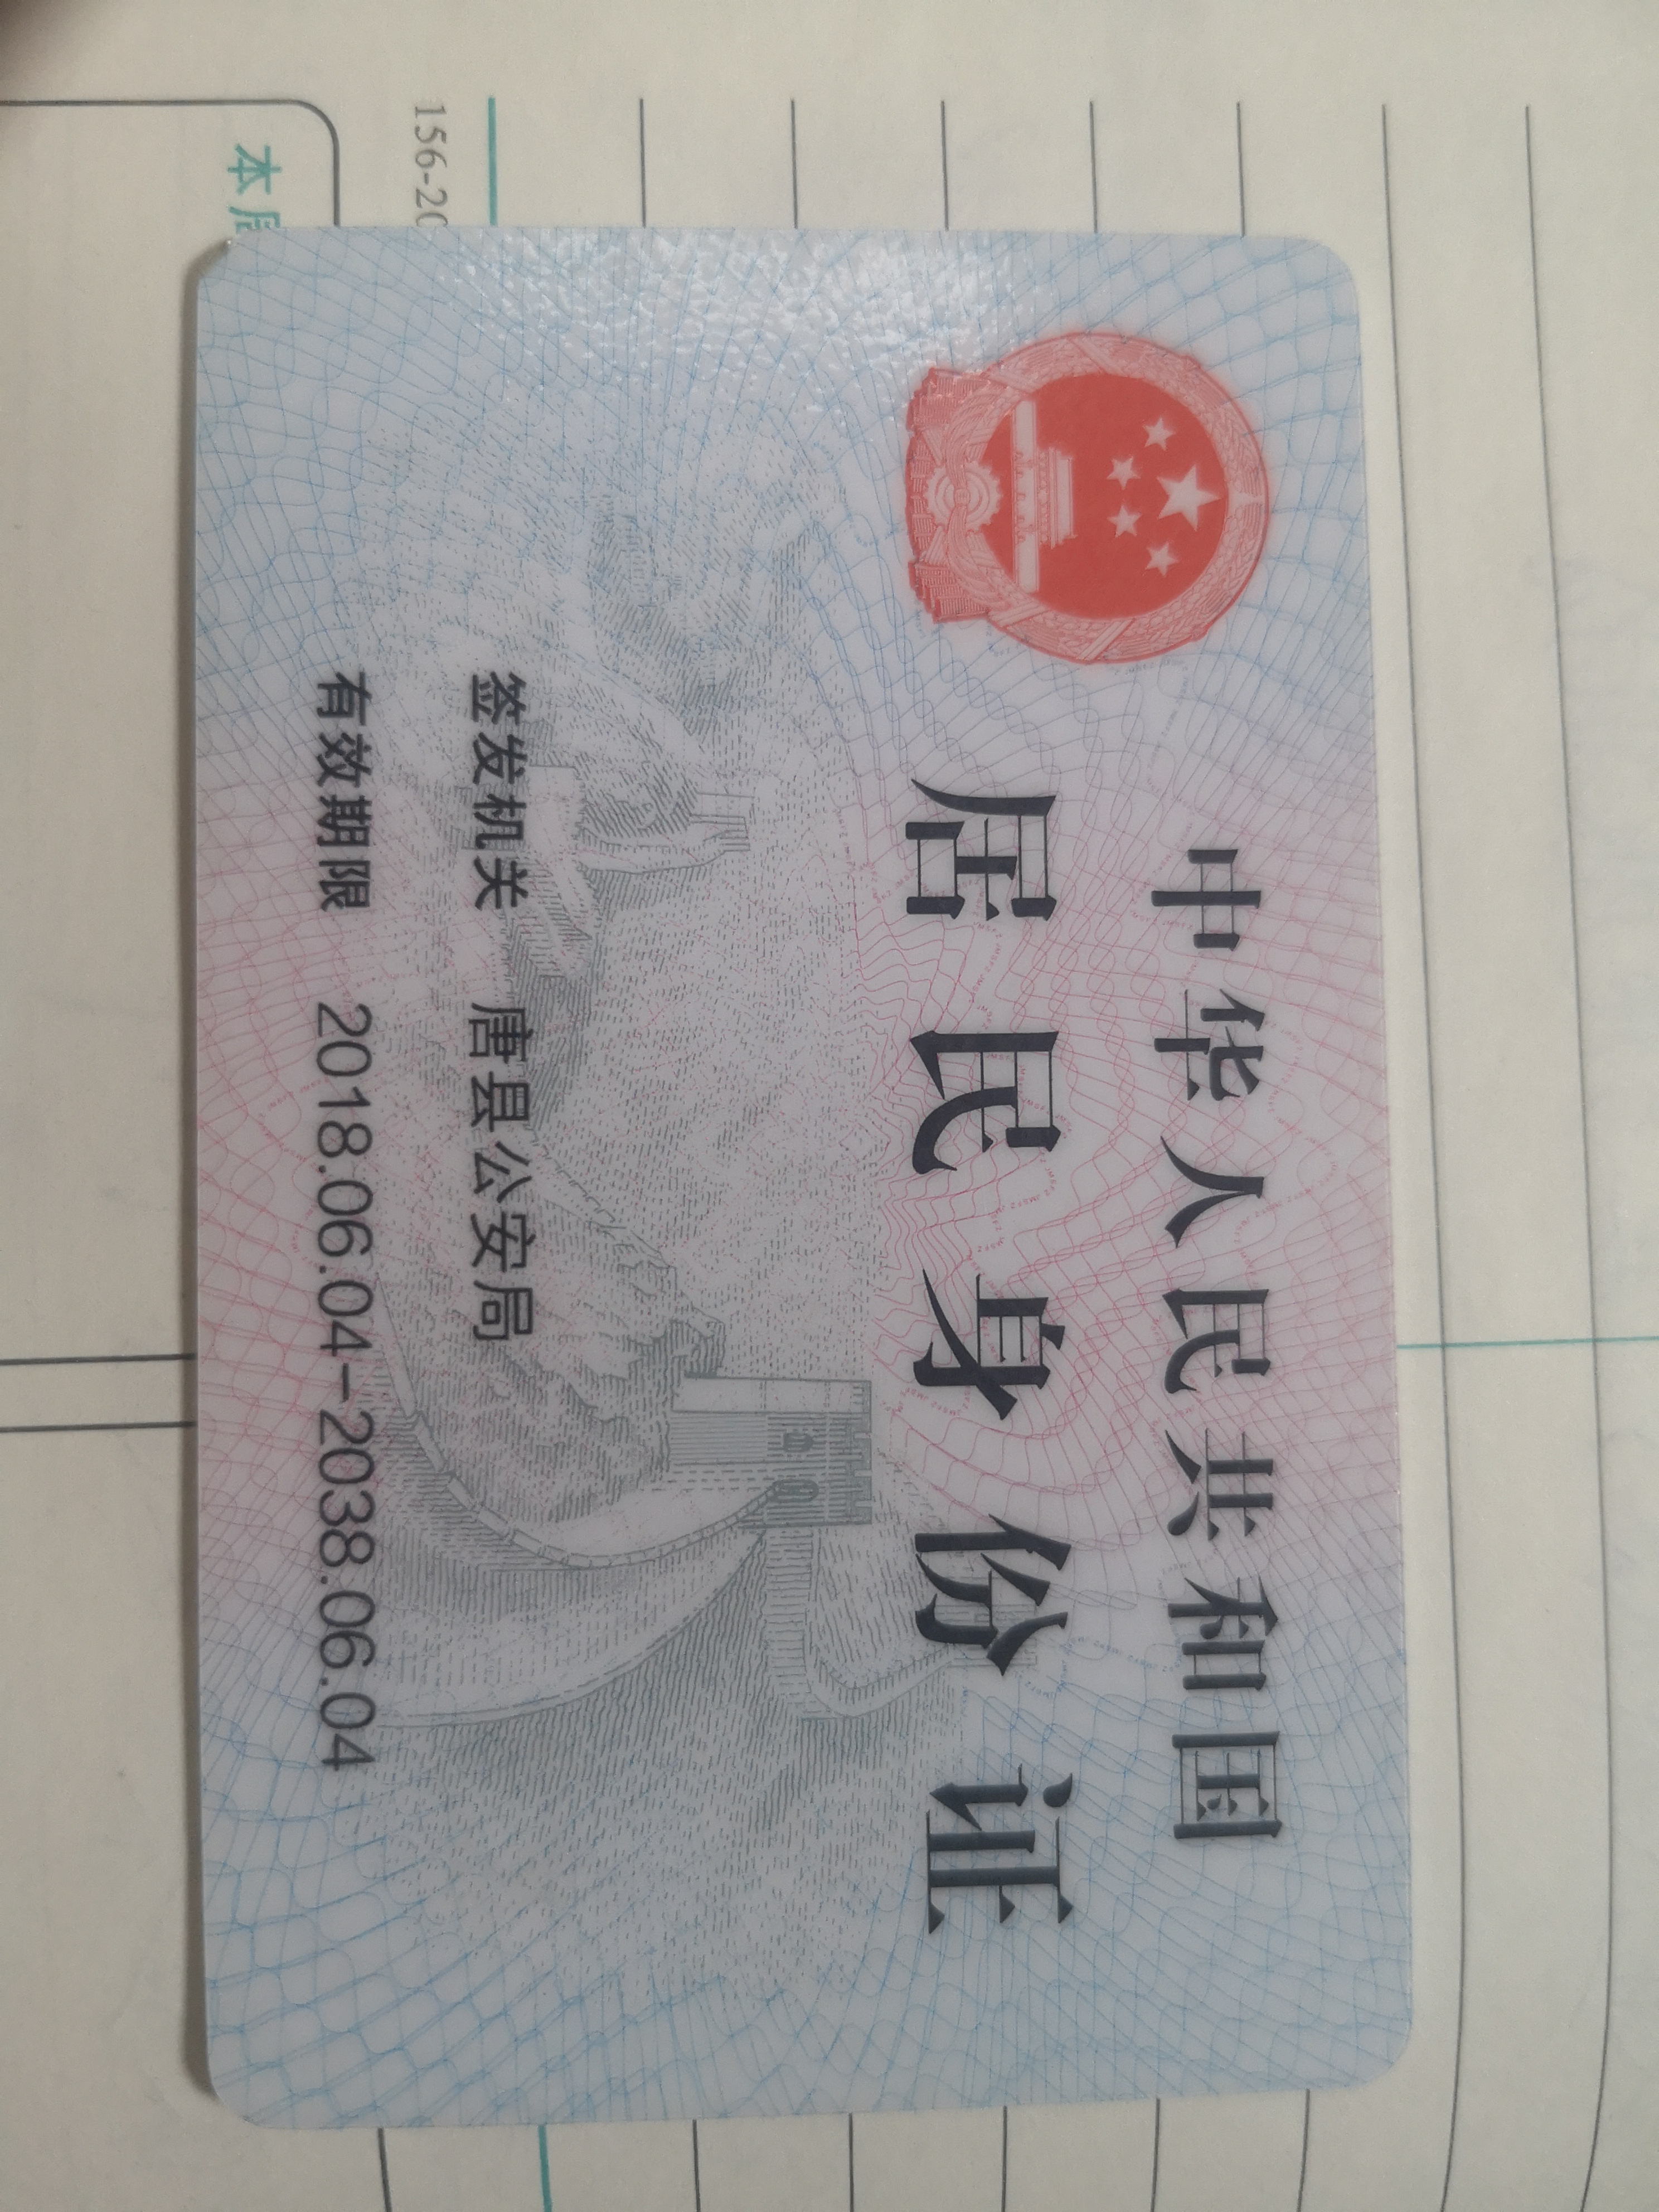 中华人民共和国
居民身份证
签发机关 唐县公安局
有效期限 2018.06.04-2038.06.04
156-20
本